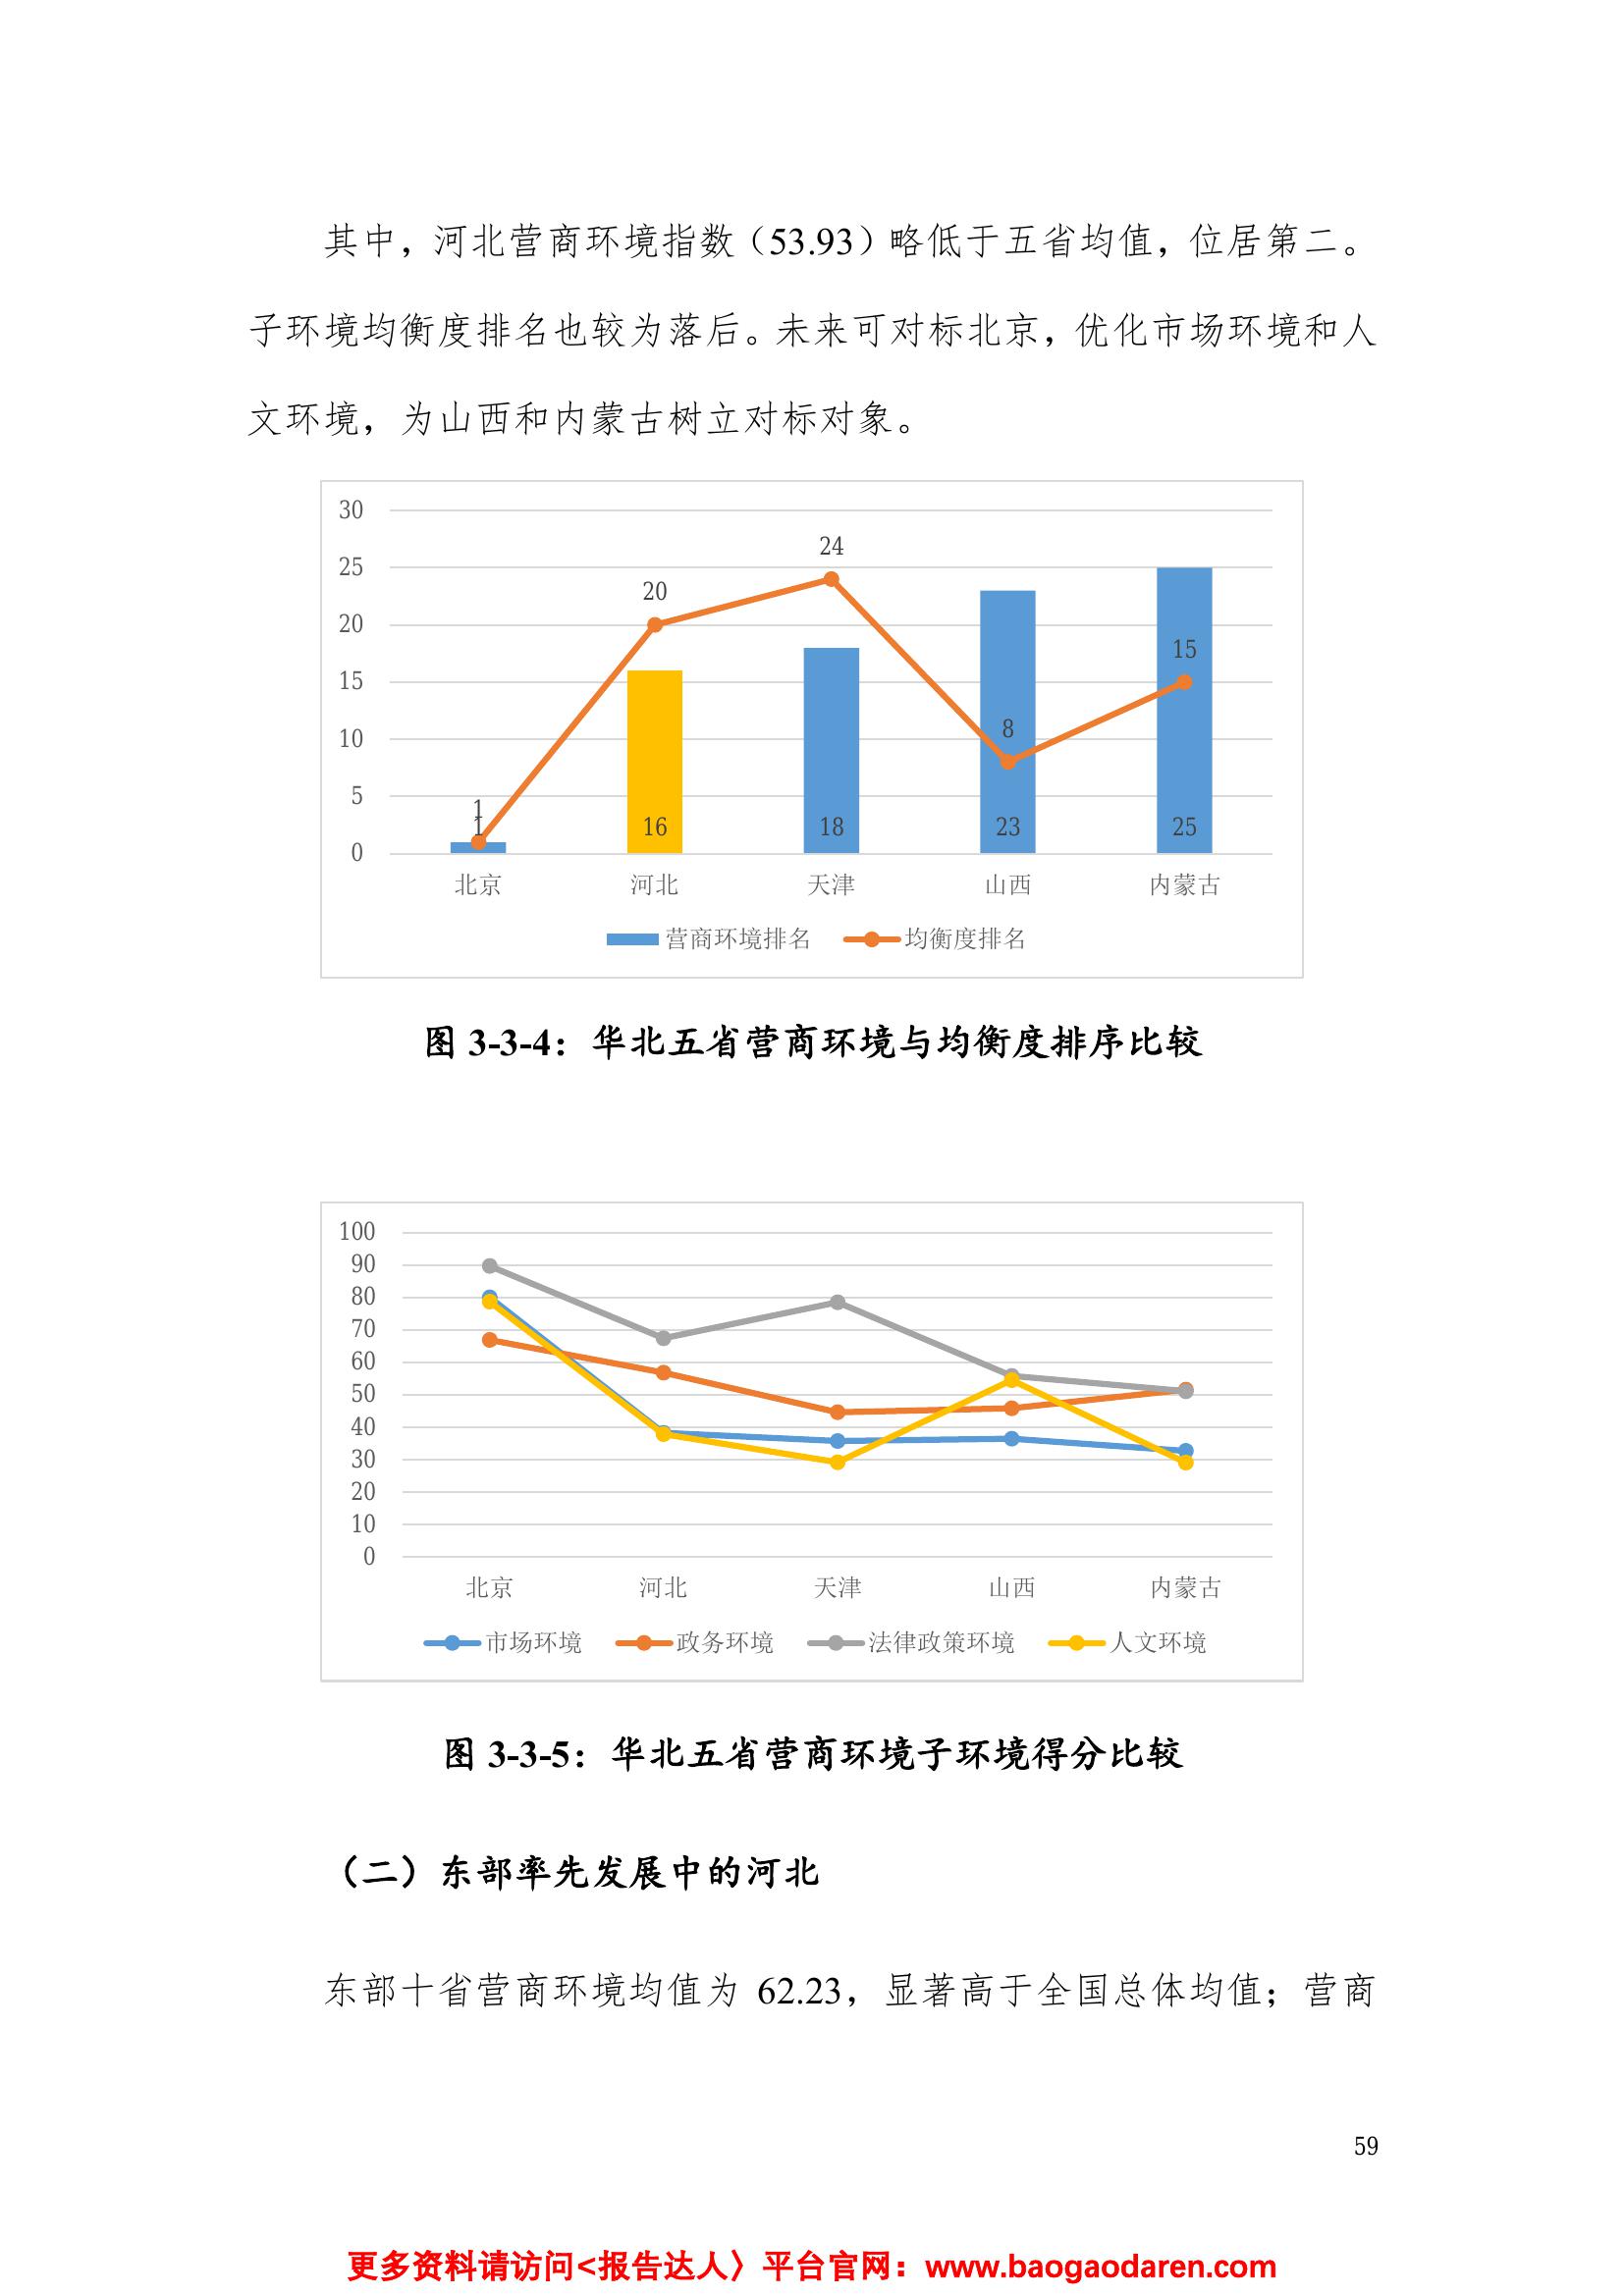 其中，河北营商环境指数（53.93）略低于五省均值，位居第二。
子环境均衡度排名也较为落后。未来可对标北京，优化市场环境和人
文环境，为山西和内蒙古树立对标对象。
30
25
20
15
10
5
0
1
1
20
16
24
18
8
23
15
25
北京 河北 天津 山西 内蒙古
营商环境排名 均衡度排名
图 3-3-4：华北五省营商环境与均衡度排序比较
100
90
80
70
60
50
40
30
20
10
0
北京 河北 天津 山西 内蒙古
市场环境 政务环境 法律政策环境 人文环境
图 3-3-5：华北五省营商环境子环境得分比较
（二）东部率先发展中的河北
东部十省营商环境均值为 62.23，显著高于全国总体均值；营商
59
更多资料请访问<报告达人〉平台官网：www.baogaodaren.com